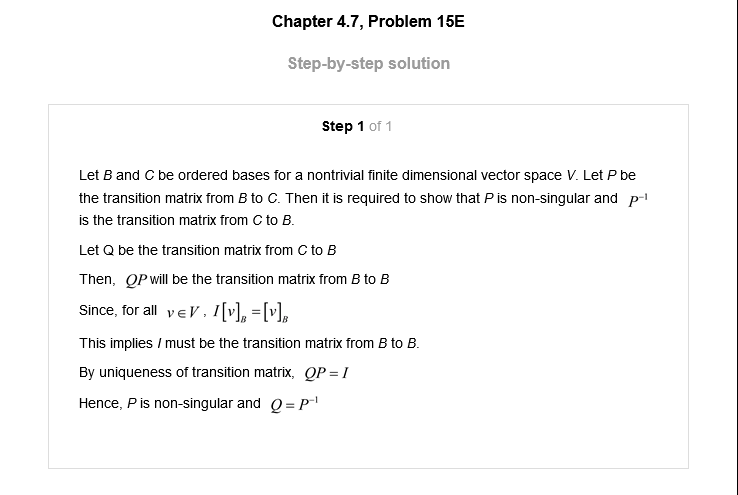 Chapter 4.7, Problem 15E
Step-by-step solution
Step 1 of 1
Let B and C be ordered bases for a nontrivial finite dimensional vector space V. Let P be
the transition matrix from B to C. Then it is required to show that P is non-singular and P⁻¹
is the transition matrix from C to B.
Let Q be the transition matrix from C to B
Then, QP will be the transition matrix from B to B
Since, for all v∈V, I[v]_B = [v]_B
This implies I must be the transition matrix from B to B.
By uniqueness of transition matrix, QP = I
Hence, P is non-singular and Q = P⁻¹